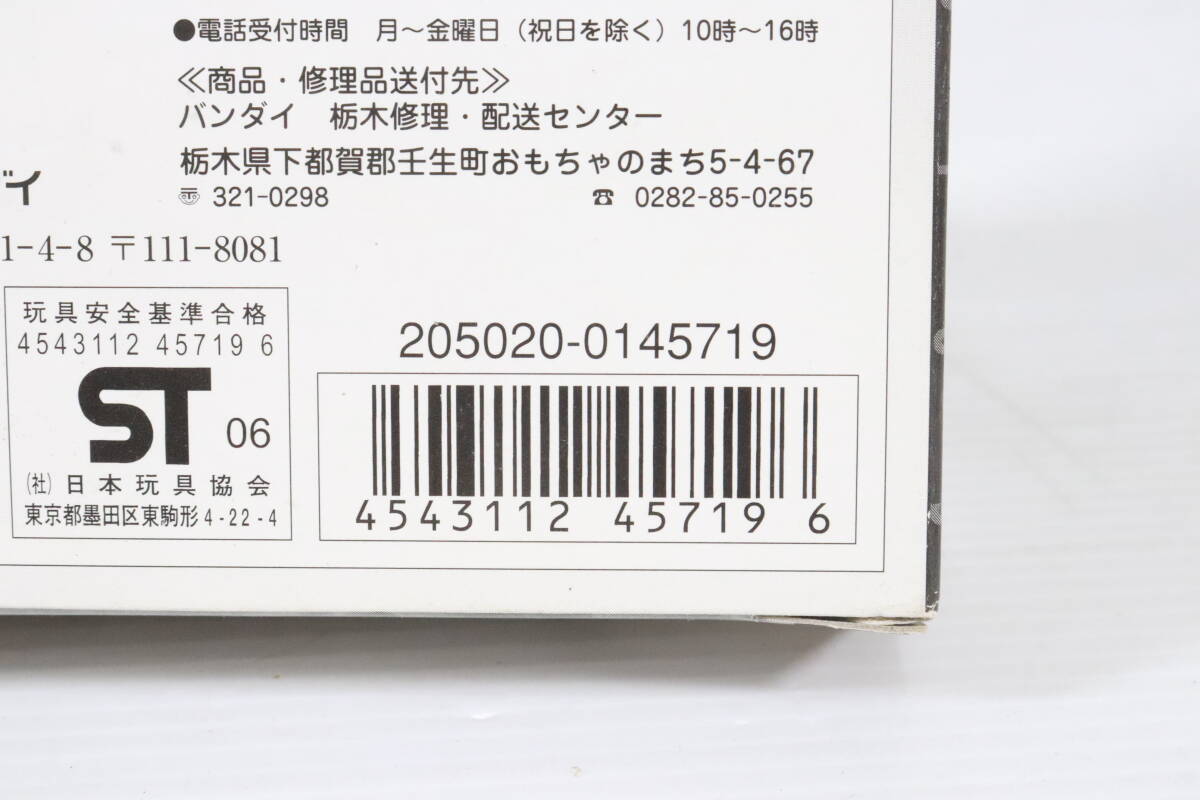 ●電話受付時間　月～金曜日（祝日を除く）10時～16時
≪商品・修理品送付先≫
バンダイ　栃木修理・配送センター
栃木県下都賀郡壬生町おもちゃのまち5-4-67
〠 321-0298　☎ 0282-85-0255
ダイ
1-4-8 〒111-8081
玩具安全基準合格
4543112 45719 6
ST 06
（社）日本玩具協会
東京都墨田区東駒形 4-22-4
205020-0145719
4543112 45719 6